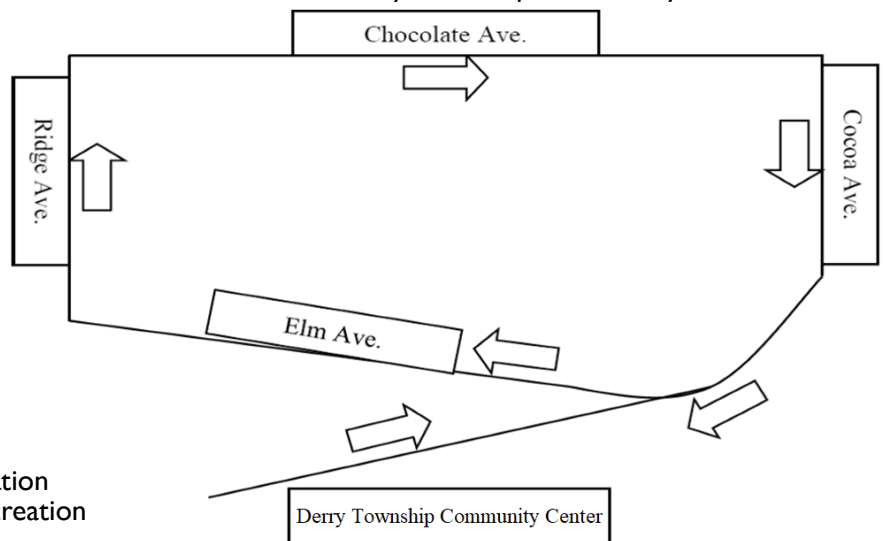 Chocolate Ave.
Ridge Ave.
Cocoa Ave.
Elm Ave.
Derry Township Community Center